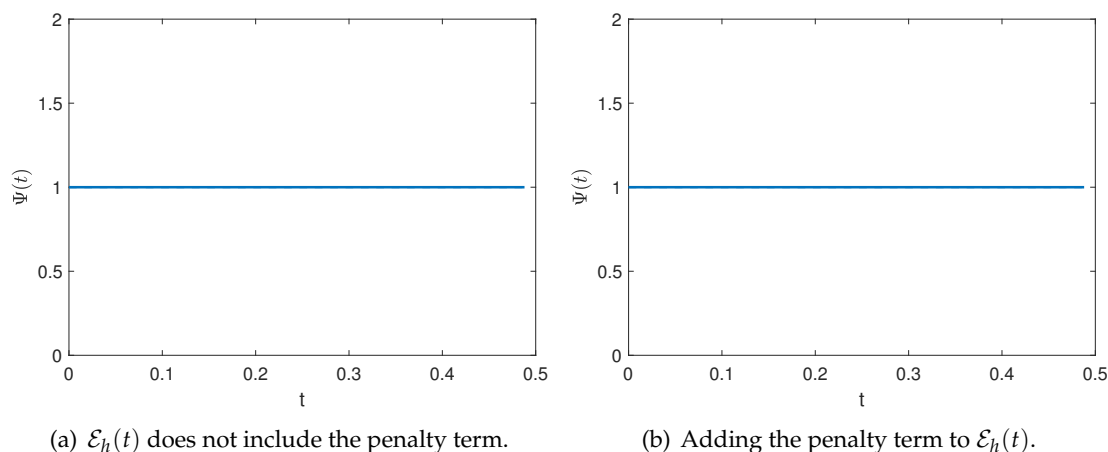 2
1.5
1
0.5
0
Ψ(t)
0 0.1 0.2 0.3 0.4 0.5
t
(a) ℰₕ(t) does not include the penalty term.
2
1.5
1
0.5
0
Ψ(t)
0 0.1 0.2 0.3 0.4 0.5
t
(b) Adding the penalty term to ℰₕ(t).